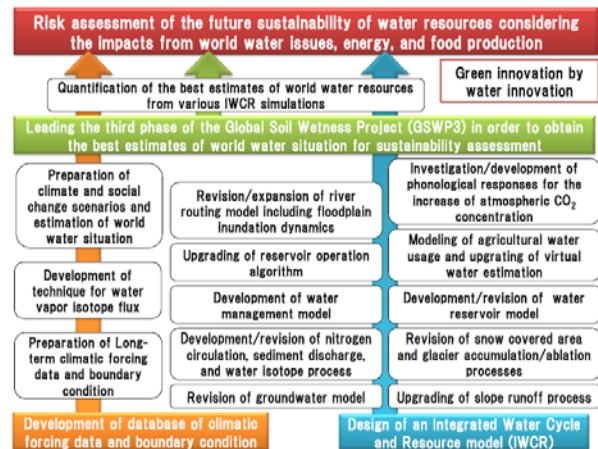 Risk assessment of the future sustainability of water resources considering
the impacts from world water issues, energy, and food production
Quantification of the best estimates of world water resources
from various IWCR simulations
Green innovation by
water innovation
Leading the third phase of the Global Soil Wetness Project (GSWP3) in order to obtain
the best estimates of world water situation for sustainability assessment
Preparation of
climate and social
change scenarios and
estimation of world
water situation
Development of
technique for water
vapor isotope flux
Preparation of Long-
term climatic forcing
data and boundary
condition
Revision/expansion of river
routing model including floodplain
inundation dynamics
Upgrading of reservoir operation
algorithm
Development of water
management model
Development/revision of nitrogen
circulation, sediment discharge,
and water isotope process
Revision of groundwater model
Investigation/development of
phonological responses for the
increase of atmospheric CO₂
concentration
Modeling of agricultural water
usage and upgrating of virtual
water estimation
Development/revision of water
reservoir model
Revision of snow covered area
and glacier accumulation/ablation
processes
Upgrading of slope runoff process
Development of database of climatic
forcing data and boundary condition
Design of an Integrated Water Cycle
and Resource model (IWCR)